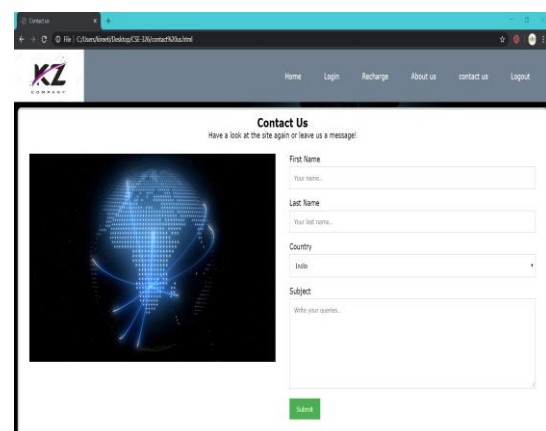 Contact us
File | C:/Users/kineeti/Desktop/CSE-326/contact%20us.html
KZ
COMPANY
Home Login Recharge About us contact us Logout
Contact Us
Have a look at the site again or leave us a message!
First Name
Your name..
Last Name
Your last name..
Country
India
Subject
Write your queries..
Submit